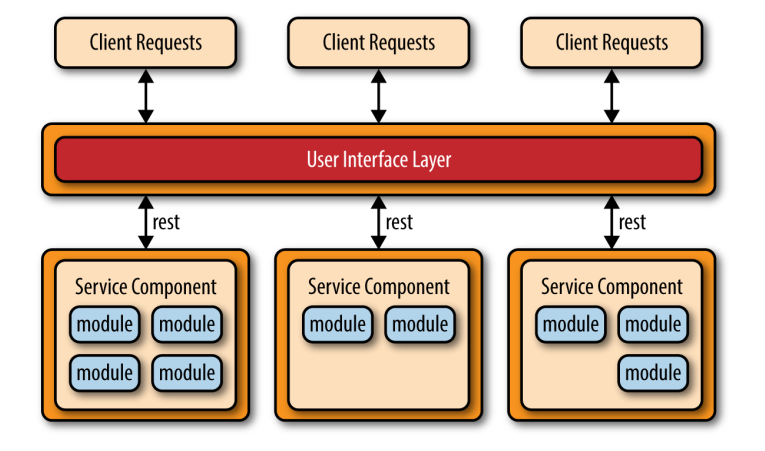 Client Requests
Client Requests
Client Requests
User Interface Layer
rest
rest
rest
Service Component
module
module
module
module
Service Component
module
module
Service Component
module
module
module